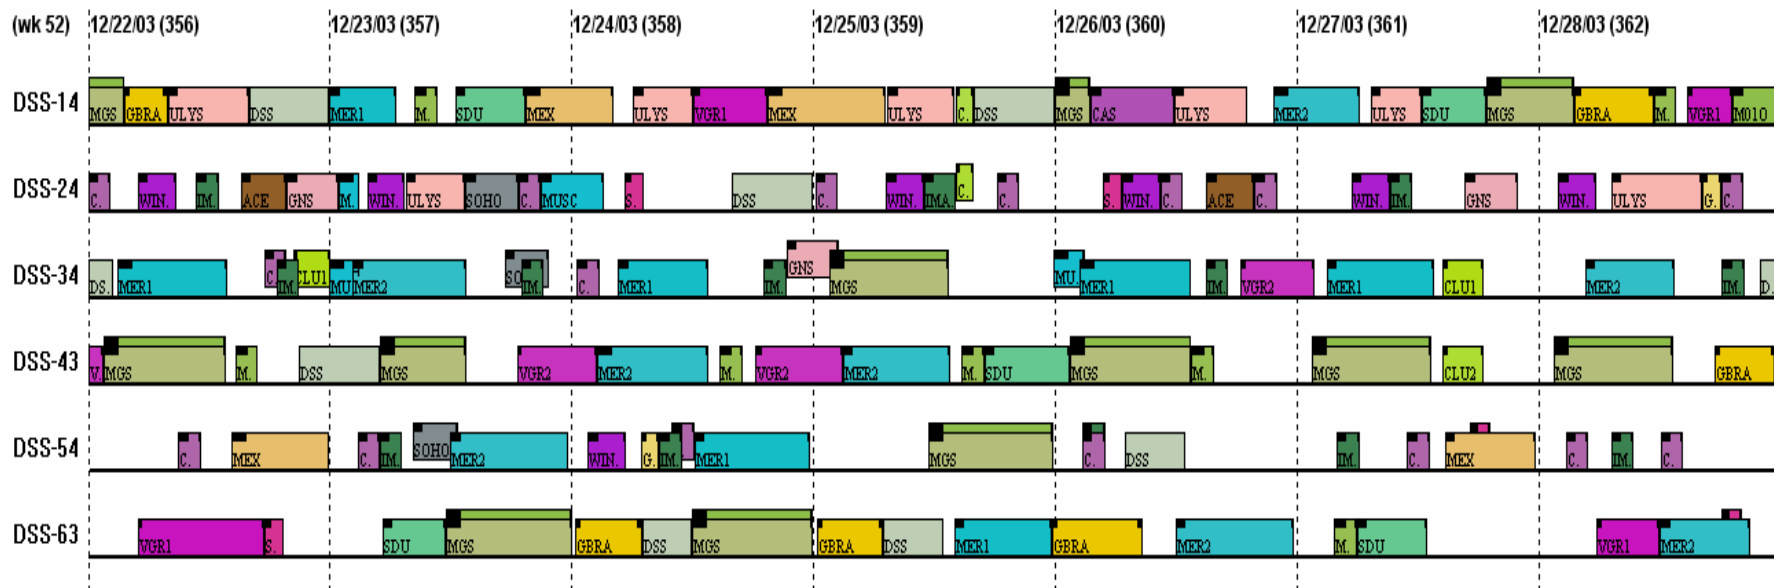 (wk 52) 12/22/03 (356) 12/23/03 (357) 12/24/03 (358) 12/25/03 (359) 12/26/03 (360) 12/27/03 (361) 12/28/03 (362)
DSS-14 MGS GBRA ULYS DSS MER1 M. SDU MEX ULYS VGR1 MEX ULYS C. DSS MGS CAS ULYS MER2 ULYS SDU MGS GBRA M. VGR1 M01O
DSS-24 C. WIN. IM. ACE GNS M. WIN. ULYS SOHO C. MUSC S. DSS C. WIN. IMA. C. C. S. WIN. C. ACE C. WIN. IM. GNS WIN. ULYS G. C.
DSS-34 DS. MER1 C. IM. CLU1 MU MER2 SO IM. C. MER1 IM. GNS MGS MU. MER1 IM. VGR2 MER1 CLU1 MER2 IM. D.
DSS-43 V. MGS M. DSS MGS VGR2 MER2 M. VGR2 MER2 M. SDU MGS M. MGS CLU2 MGS GBRA
DSS-54 C. MEX C. IM. SOHO MER2 WIN. G. IM. MER1 MGS C. DSS IM. C. MEX C. IM. C.
DSS-63 VGR1 S. SDU MGS GBRA DSS MGS GBRA DSS MER1 GBRA MER2 M. SDU VGR1 MER2